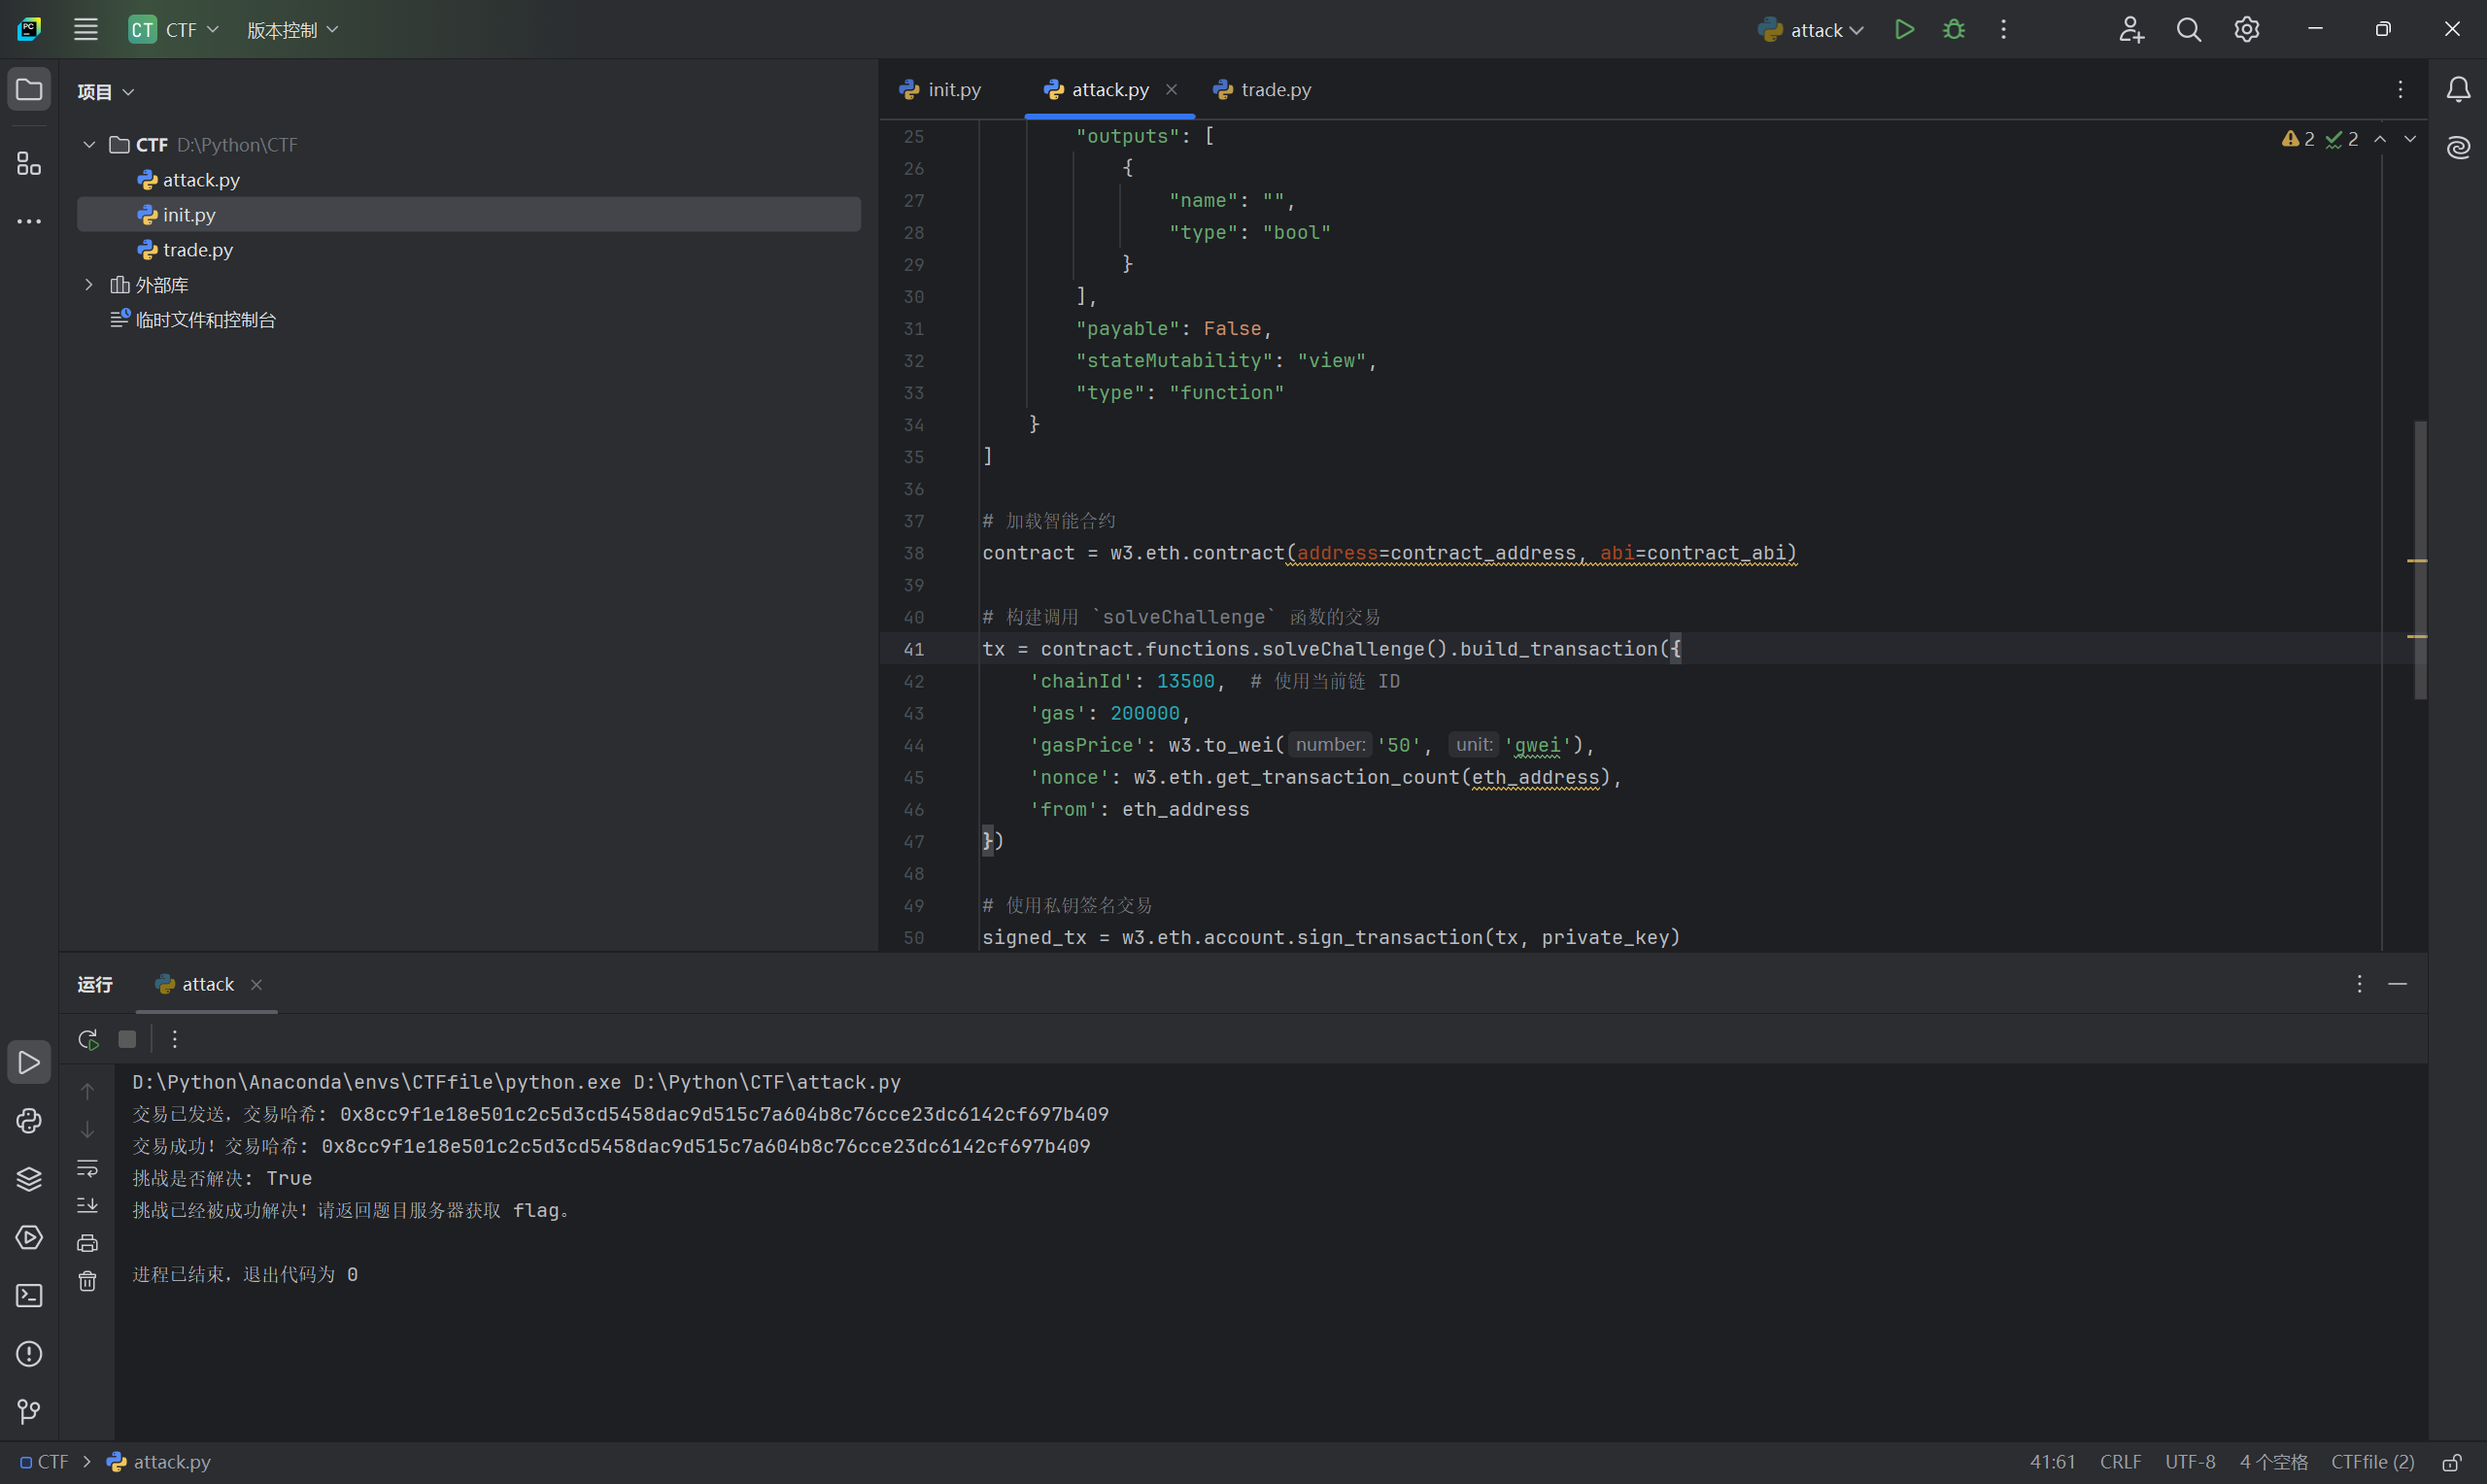 PC
CT CTF 版本控制 attack
项目
CTF D:\Python\CTF
attack.py
init.py
trade.py
外部库
临时文件和控制台
init.py attack.py trade.py
2 2
25 "outputs": [
26 {
27 "name": "",
28 "type": "bool"
29 }
30 ],
31 "payable": False,
32 "stateMutability": "view",
33 "type": "function"
34 }
35 ]
36
37 # 加载智能合约
38 contract = w3.eth.contract(address=contract_address, abi=contract_abi)
39
40 # 构建调用 `solveChallenge` 函数的交易
41 tx = contract.functions.solveChallenge().build_transaction({
42 'chainId': 13500, # 使用当前链 ID
43 'gas': 200000,
44 'gasPrice': w3.to_wei( number: '50', unit: 'gwei'),
45 'nonce': w3.eth.get_transaction_count(eth_address),
46 'from': eth_address
47 })
48
49 # 使用私钥签名交易
50 signed_tx = w3.eth.account.sign_transaction(tx, private_key)
运行 attack
D:\Python\Anaconda\envs\CTFfile\python.exe D:\Python\CTF\attack.py
交易已发送，交易哈希: 0x8cc9f1e18e501c2c5d3cd5458dac9d515c7a604b8c76cce23dc6142cf697b409
交易成功！交易哈希: 0x8cc9f1e18e501c2c5d3cd5458dac9d515c7a604b8c76cce23dc6142cf697b409
挑战是否解决: True
挑战已经被成功解决！请返回题目服务器获取 flag。
进程已结束，退出代码为 0
CTF > attack.py 41:61 CRLF UTF-8 4 个空格 CTFfile (2)